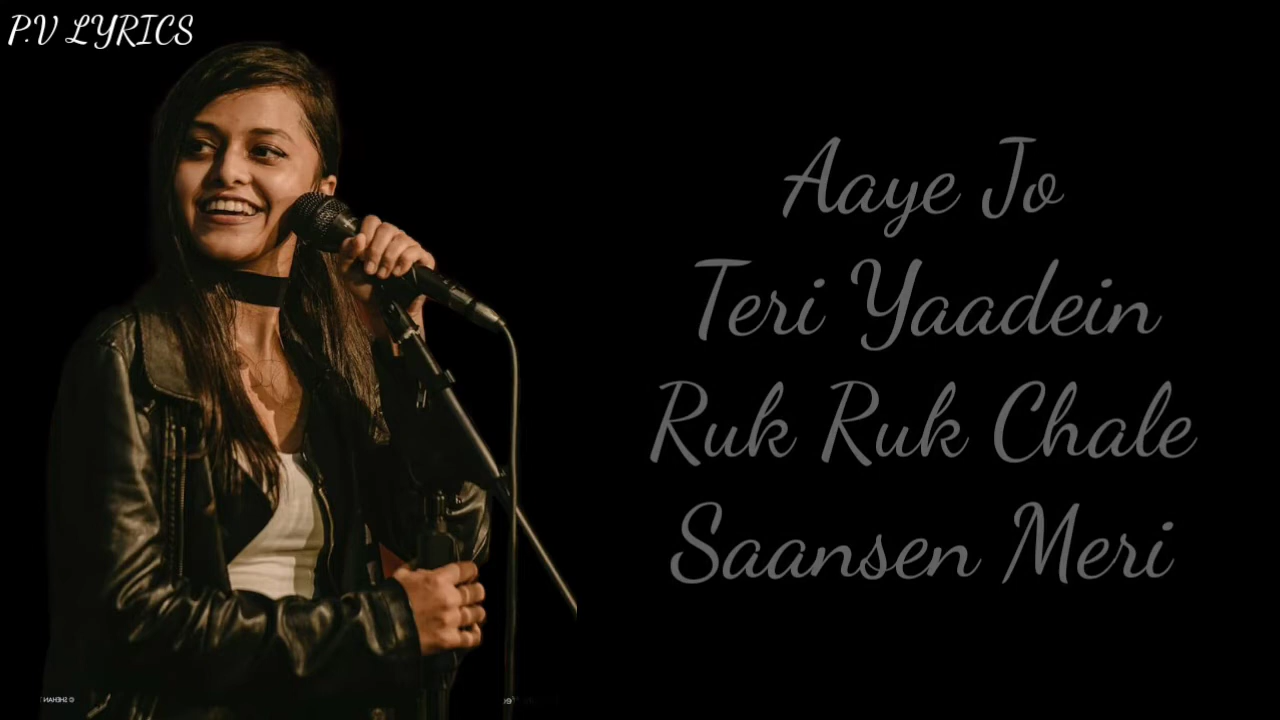 P.V LYRICS
Aaye Jo
Teri Yaadein
Ruk Ruk Chale
Saansen Meri